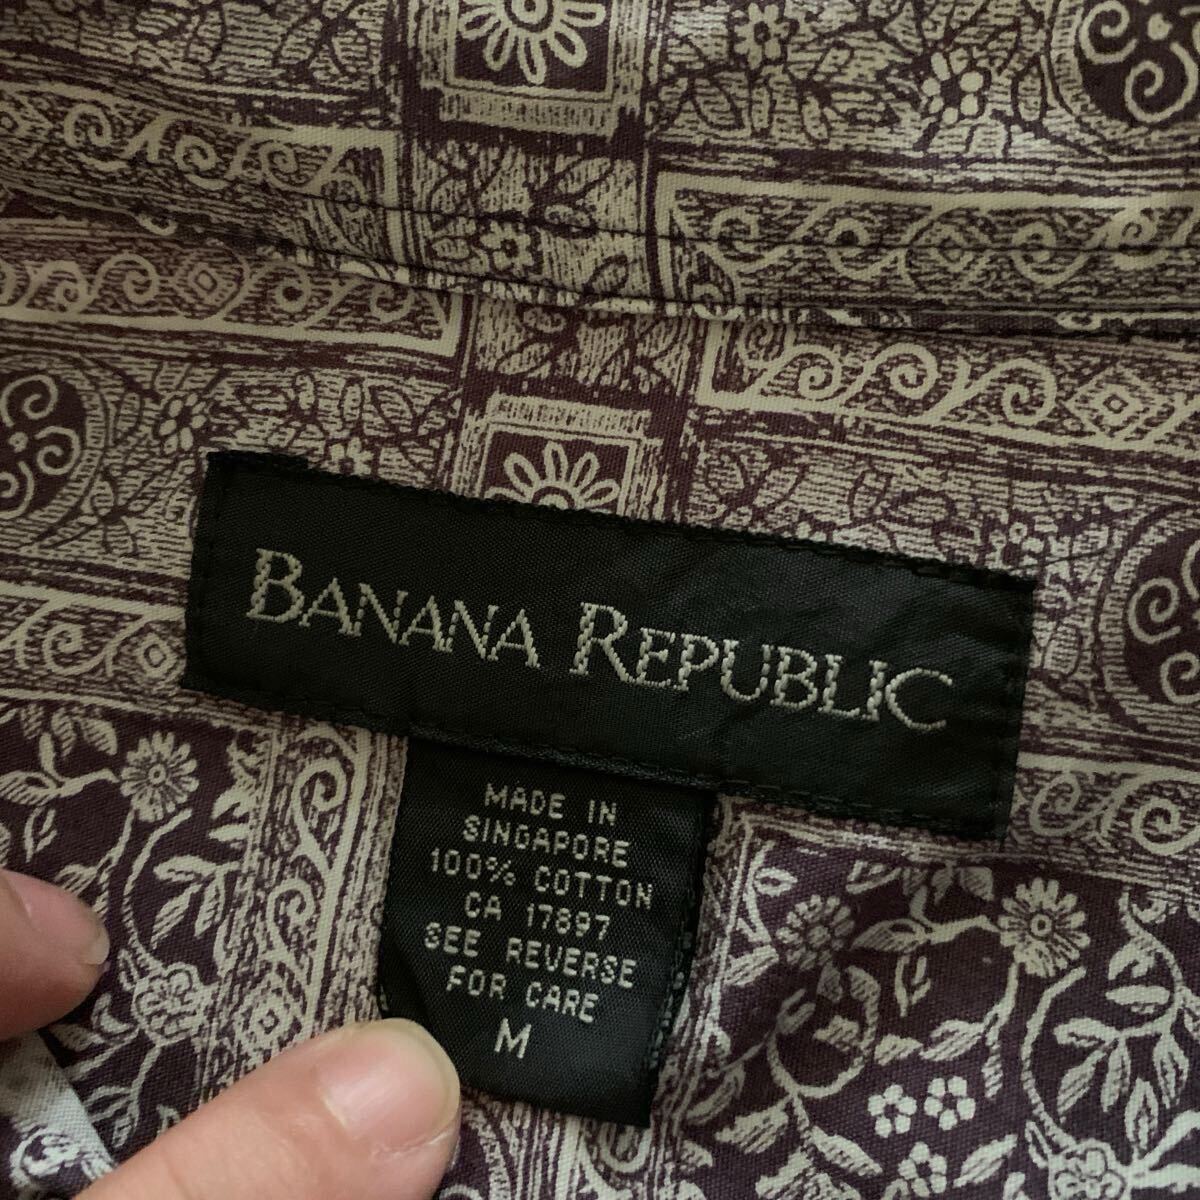 BANANA REPUBLIC
MADE IN
SINGAPORE
100% COTTON
CA 17897
SEE REVERSE
FOR CARE
M